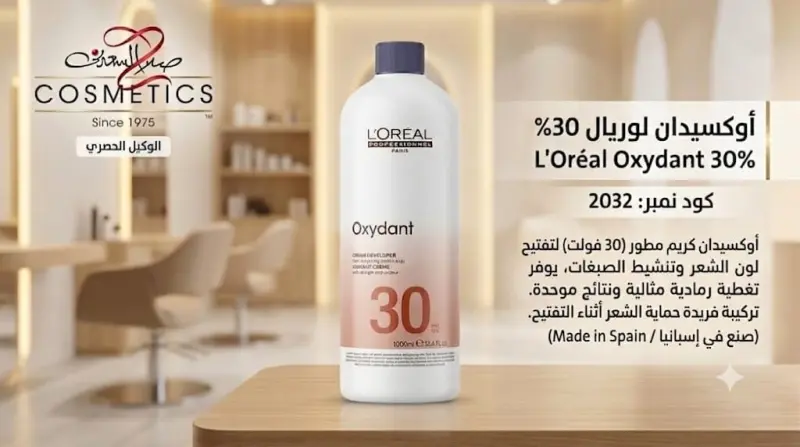 COSMETICS
Since 1975
الوكيل الحصري
L'ORÉAL
PROFESSIONNEL
PARIS
Oxydant
CREAM DEVELOPER
30
1000ml
أوكسيدان لوريال 30%
L'Oréal Oxydant 30%
كود نمبر: 2032
أوكسيدان كريم مطور (30 فولت) لتفتيح
لون الشعر وتنشيط الصبغات، يوفر
تغطية رمادية مثالية ونتائج موحدة.
تركيبة فريدة حماية الشعر أثناء التفتيح.
(صنع في إسبانيا / Made in Spain)